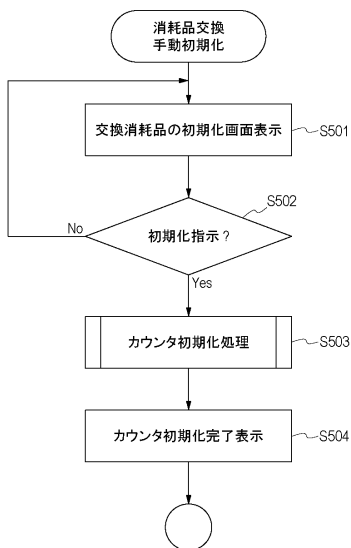 消耗品交換
手動初期化
交換消耗品の初期化画面表示
S501
S502
初期化指示？
No
Yes
カウンタ初期化処理
S503
カウンタ初期化完了表示
S504